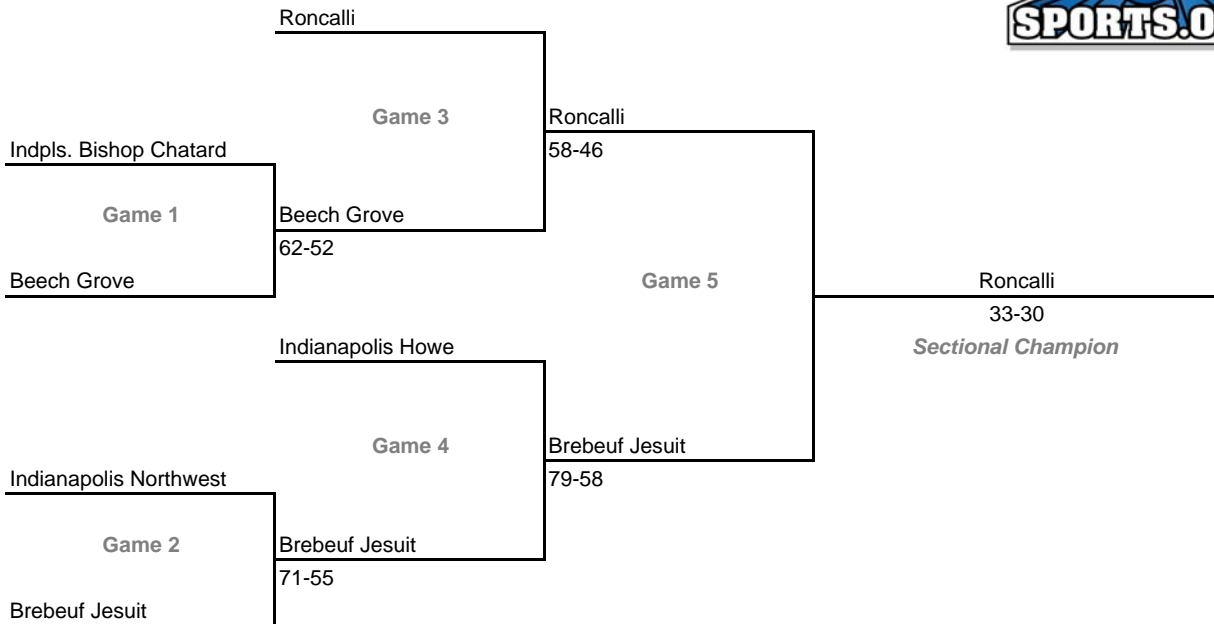 Roncalli
SPORTS.O
Game 3
Roncalli
Indpls. Bishop Chatard
58-46
Game 1
Beech Grove
62-52
Beech Grove
Game 5
Roncalli
33-30
Indianapolis Howe
Sectional Champion
Game 4
Brebeuf Jesuit
Indianapolis Northwest
79-58
Game 2
Brebeuf Jesuit
71-55
Brebeuf Jesuit